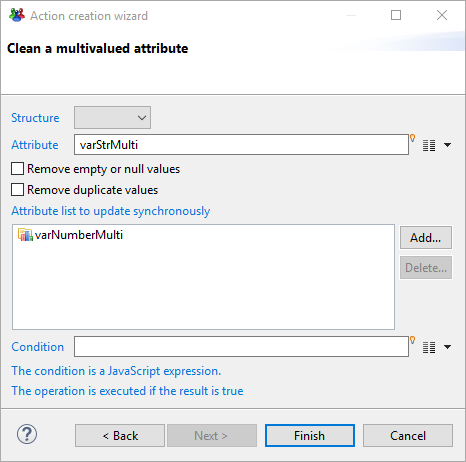 Action creation wizard
Clean a multivalued attribute
Structure
Attribute varStrMulti
Remove empty or null values
Remove duplicate values
Attribute list to update synchronously
varNumberMulti
Add...
Delete...
Condition
The condition is a JavaScript expression.
The operation is executed if the result is true
? < Back Next > Finish Cancel